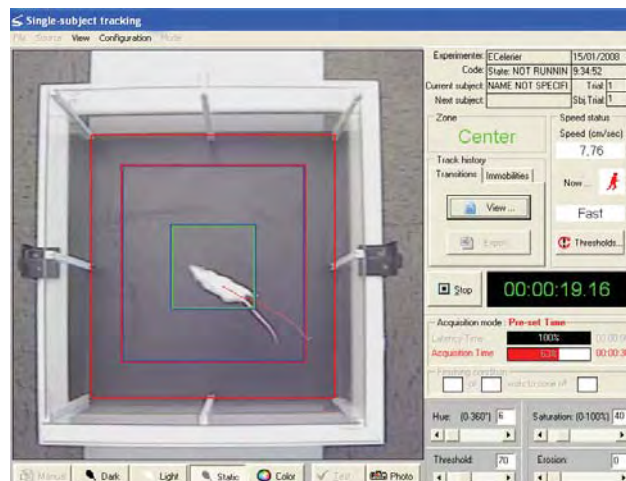 Single-subject tracking
File Source View Configuration Mode
Experimenter: ECelerier 15/01/2008
Code: State: NOT RUNNIN 9:34:52
Current subject: NAME NOT SPECIFI Trial: 1
Next subject: Sbj.Trial: 1
Zone
Center
Speed status
Speed (cm/sec)
7,76
Now ...
Fast
Thresholds...
Track history
Transitions Immobilities
View ...
Export...
Stop 00:00:19.16
Acquisition mode : Pre-set Time
Latency Time 100%
Acquisition Time 63% 00:00:3
Finishing condition
or
Hue: (0-360°) 6 Saturation: (0-100%) 40
Threshold: 70 Erosion: 0
Manual Dark Light Static Color Test Photo